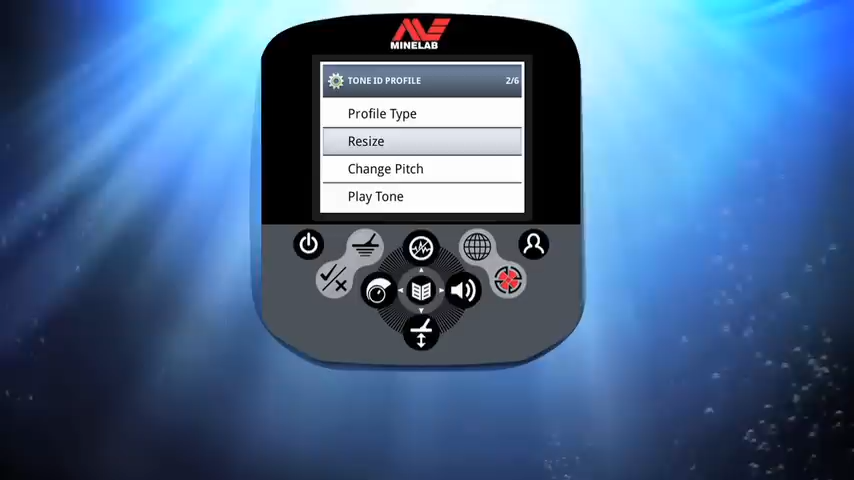 MINELAB
TONE ID PROFILE 2/6
Profile Type
Resize
Change Pitch
Play Tone